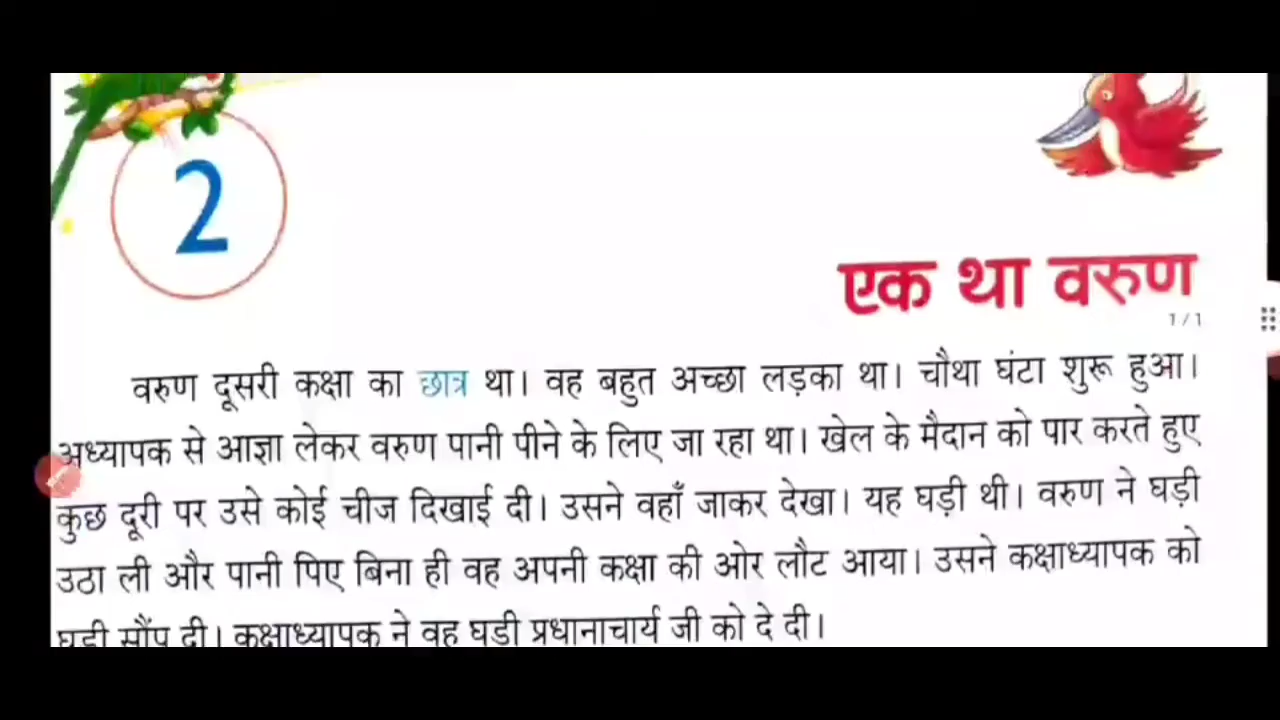 2
एक था वरुण
1/1
वरुण दूसरी कक्षा का छात्र था। वह बहुत अच्छा लड़का था। चौथा घंटा शुरू हुआ।
अध्यापक से आज्ञा लेकर वरुण पानी पीने के लिए जा रहा था। खेल के मैदान को पार करते हुए
कुछ दूरी पर उसे कोई चीज दिखाई दी। उसने वहाँ जाकर देखा। यह घड़ी थी। वरुण ने घड़ी
उठा ली और पानी पिए बिना ही वह अपनी कक्षा की ओर लौट आया। उसने कक्षाध्यापक को
घड़ी सौंप दी। कक्षाध्यापक ने वह घड़ी प्रधानाचार्य जी को दे दी।